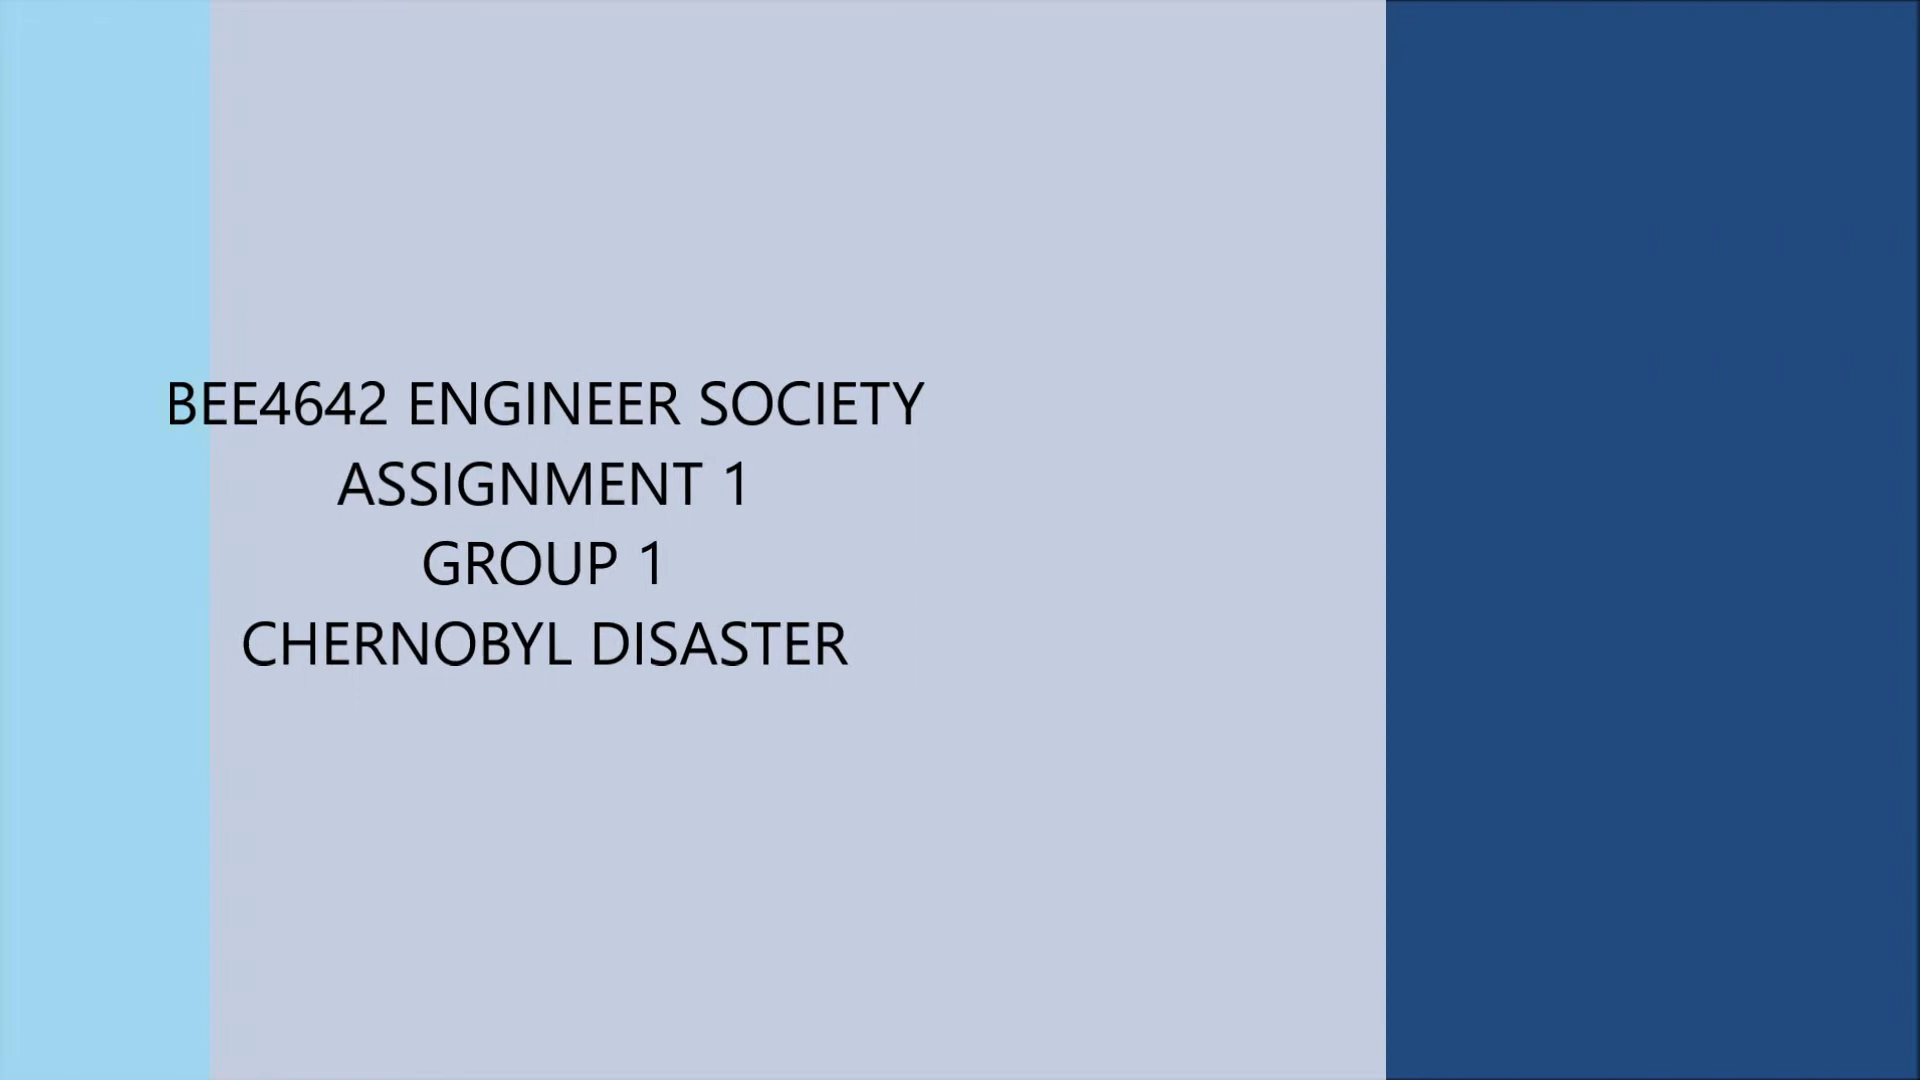 BEE4642 ENGINEER SOCIETY
ASSIGNMENT 1
GROUP 1
CHERNOBYL DISASTER